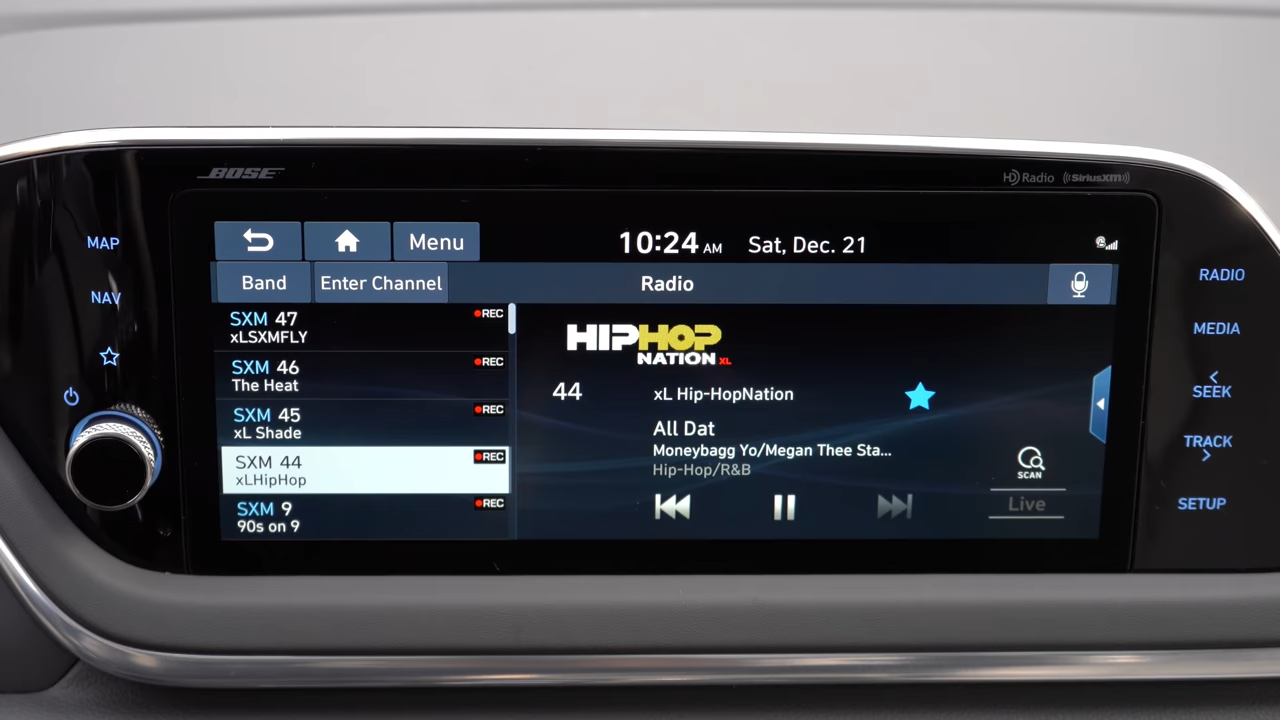 BOSE
HD Radio ((SiriusXM))
MAP
NAV
Menu
10:24 AM Sat, Dec. 21
Band
Enter Channel
Radio
SXM 47
REC
xLSXMFLY
SXM 46
REC
The Heat
SXM 45
REC
xL Shade
SXM 44
REC
xLHipHop
SXM 9
REC
90s on 9
HIPHOP
NATION XL
44
xL Hip-HopNation
All Dat
Moneybagg Yo/Megan Thee Sta...
Hip-Hop/R&B
SCAN
Live
RADIO
MEDIA
SEEK
TRACK
SETUP